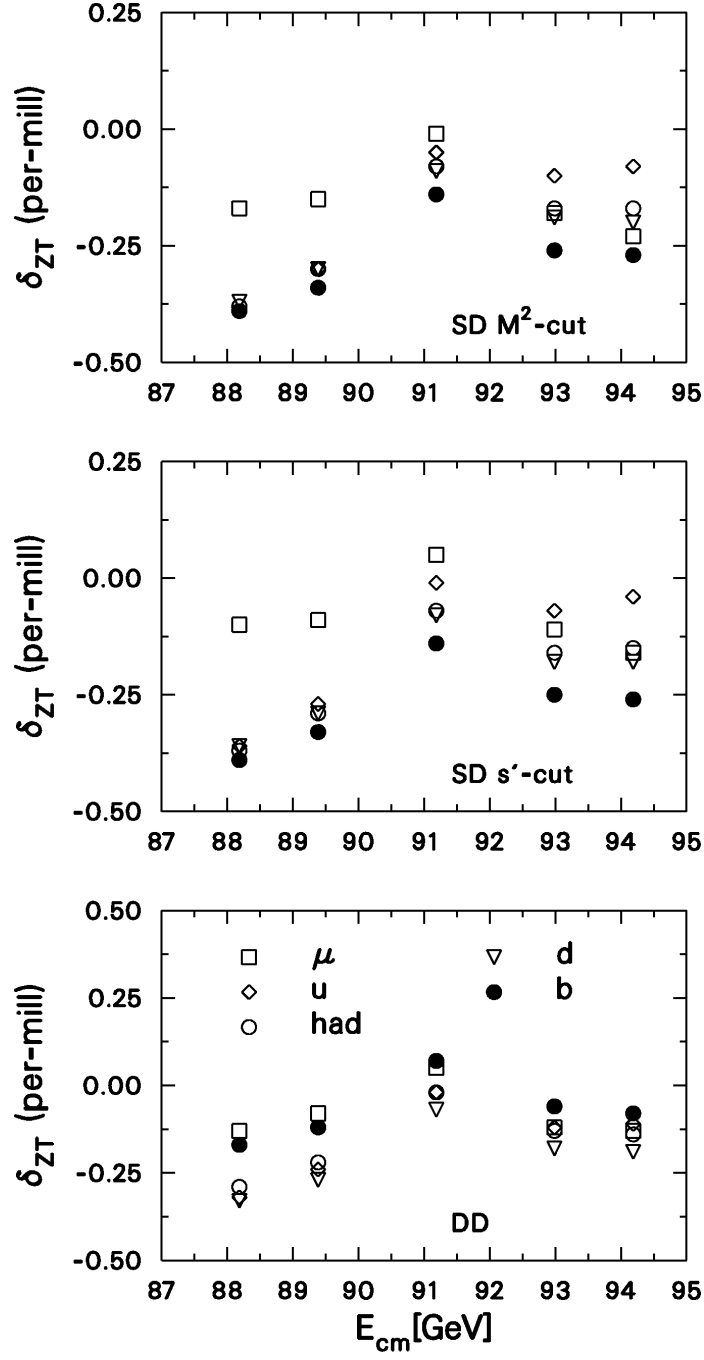 0.25
0.00
-0.25
-0.50
δZT (per-mill)
SD M²-cut
87 88 89 90 91 92 93 94 95
0.25
0.00
-0.25
-0.50
δZT (per-mill)
SD s′-cut
87 88 89 90 91 92 93 94 95
0.50
0.25
0.00
-0.25
-0.50
δZT (per-mill)
μ d
u b
had
DD
87 88 89 90 91 92 93 94 95
Ecm[GeV]